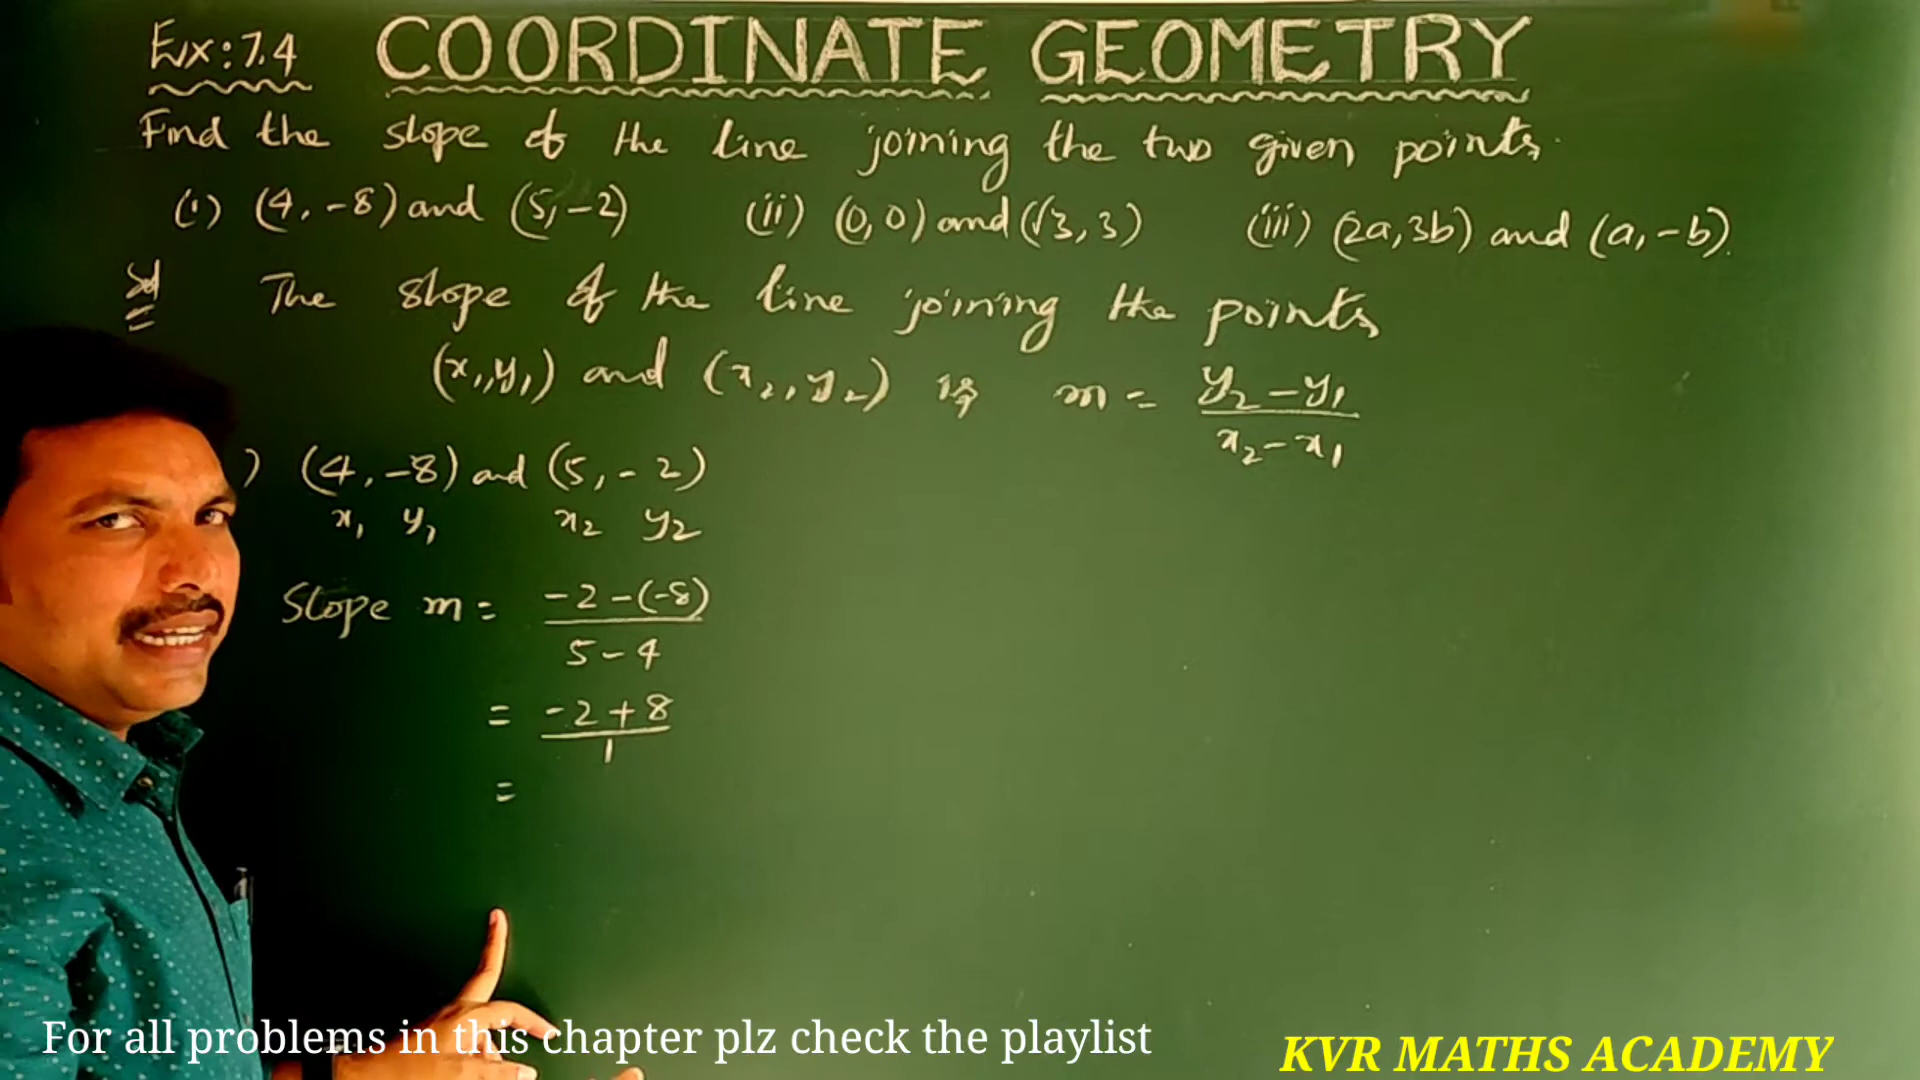 Ex: 7.4 COORDINATE GEOMETRY
Find the slope of the line joining the two given points.
(i) (4, -8) and (5, -2) (ii) (0, 0) and (√3, 3) (iii) (2a, 3b) and (a, -b).
Sol The slope of the line joining the points
(x₁, y₁) and (x₂, y₂) is m = y₂ - y₁ / x₂ - x₁
) (4, -8) and (5, -2)
x₁ y₁ x₂ y₂
Slope m = -2 - (-8) / 5 - 4
= -2 + 8 / 1
=
For all problems in this chapter plz check the playlist
KVR MATHS ACADEMY